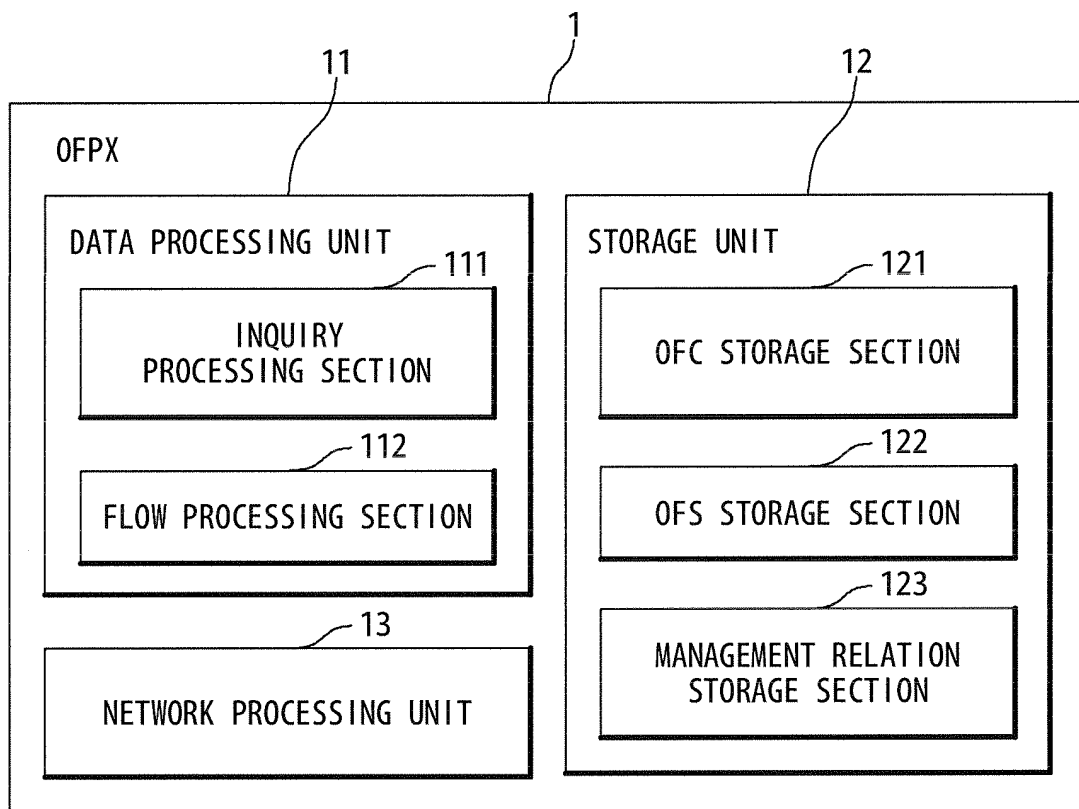 1
11
12
OFPX
DATA PROCESSING UNIT
111
INQUIRY
PROCESSING SECTION
112
FLOW PROCESSING SECTION
13
NETWORK PROCESSING UNIT
STORAGE UNIT
121
OFC STORAGE SECTION
122
OFS STORAGE SECTION
123
MANAGEMENT RELATION
STORAGE SECTION